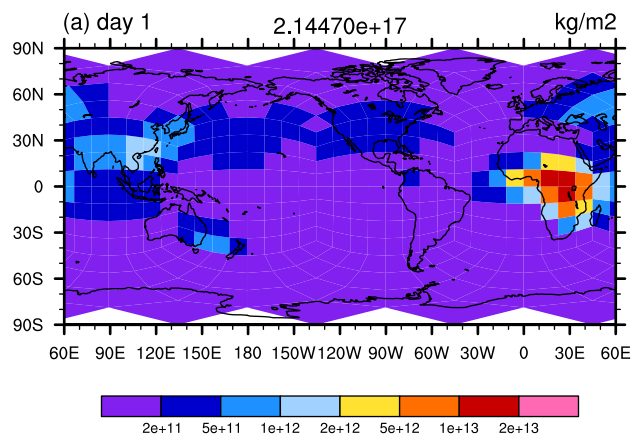 (a) day 1 2.14470e+17 kg/m2
90N
60N
30N
0
30S
60S
90S
60E 90E 120E 150E 180 150W 120W 90W 60W 30W 0 30E 60E
2e+11 5e+11 1e+12 2e+12 5e+12 1e+13 2e+13